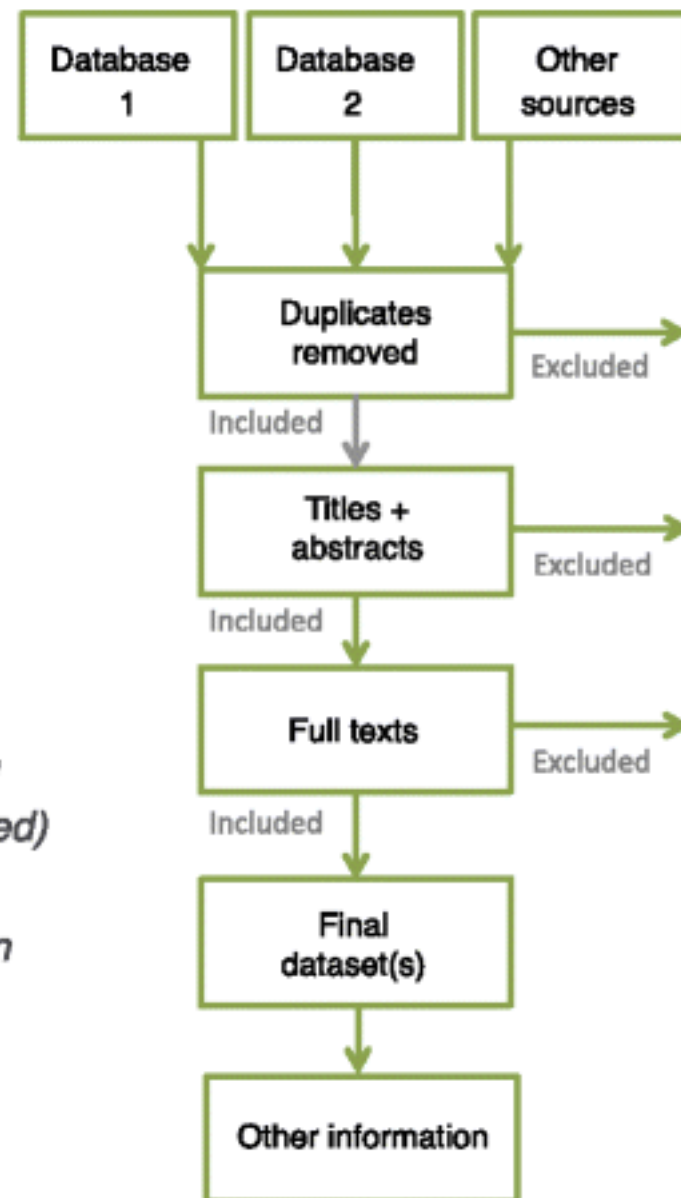 Database
1
Database
2
Other
sources
Duplicates
removed
Excluded
Included
Titles +
abstracts
Excluded
Included
Full texts
Excluded
Included
ed)
n
Final
dataset(s)
Other information